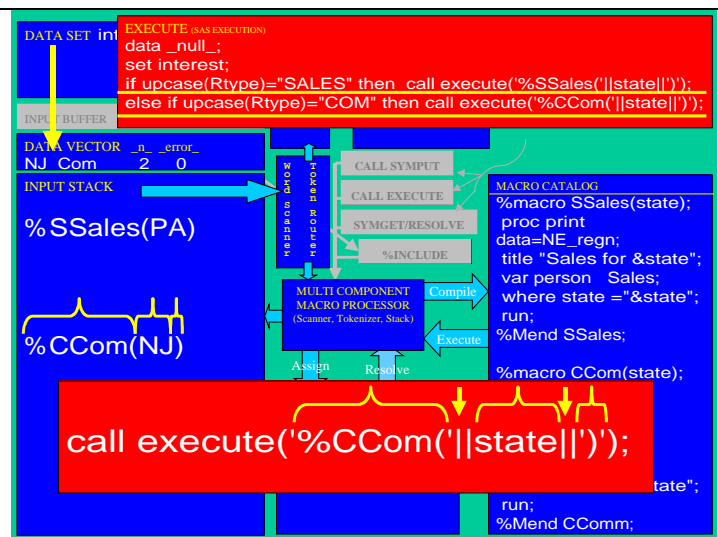 DATA SET int
EXECUTE (SAS EXECUTION)
data _null_;
set interest;
if upcase(Rtype)="SALES" then call execute('%SSales('||state||')');
else if upcase(Rtype)="COM" then call execute('%CCom('||state||')');
INPUT BUFFER
DATA VECTOR _n_ _error_
NJ Com 2 0
INPUT STACK
%SSales(PA)
%CCom(NJ)
Word Scanner
Token Router
CALL SYMPUT
CALL EXECUTE
SYMGET/RESOLVE
%INCLUDE
MULTI COMPONENT
MACRO PROCESSOR
(Scanner, Tokenizer, Stack)
Compile
Execute
Assign
Resolve
MACRO CATALOG
%macro SSales(state);
proc print
data=NE_regn;
title "Sales for &state";
var person Sales;
where state ="&state";
run;
%Mend SSales;
%macro CCom(state);
call execute('%CCom('||state||')');
tate";
run;
%Mend CComm;